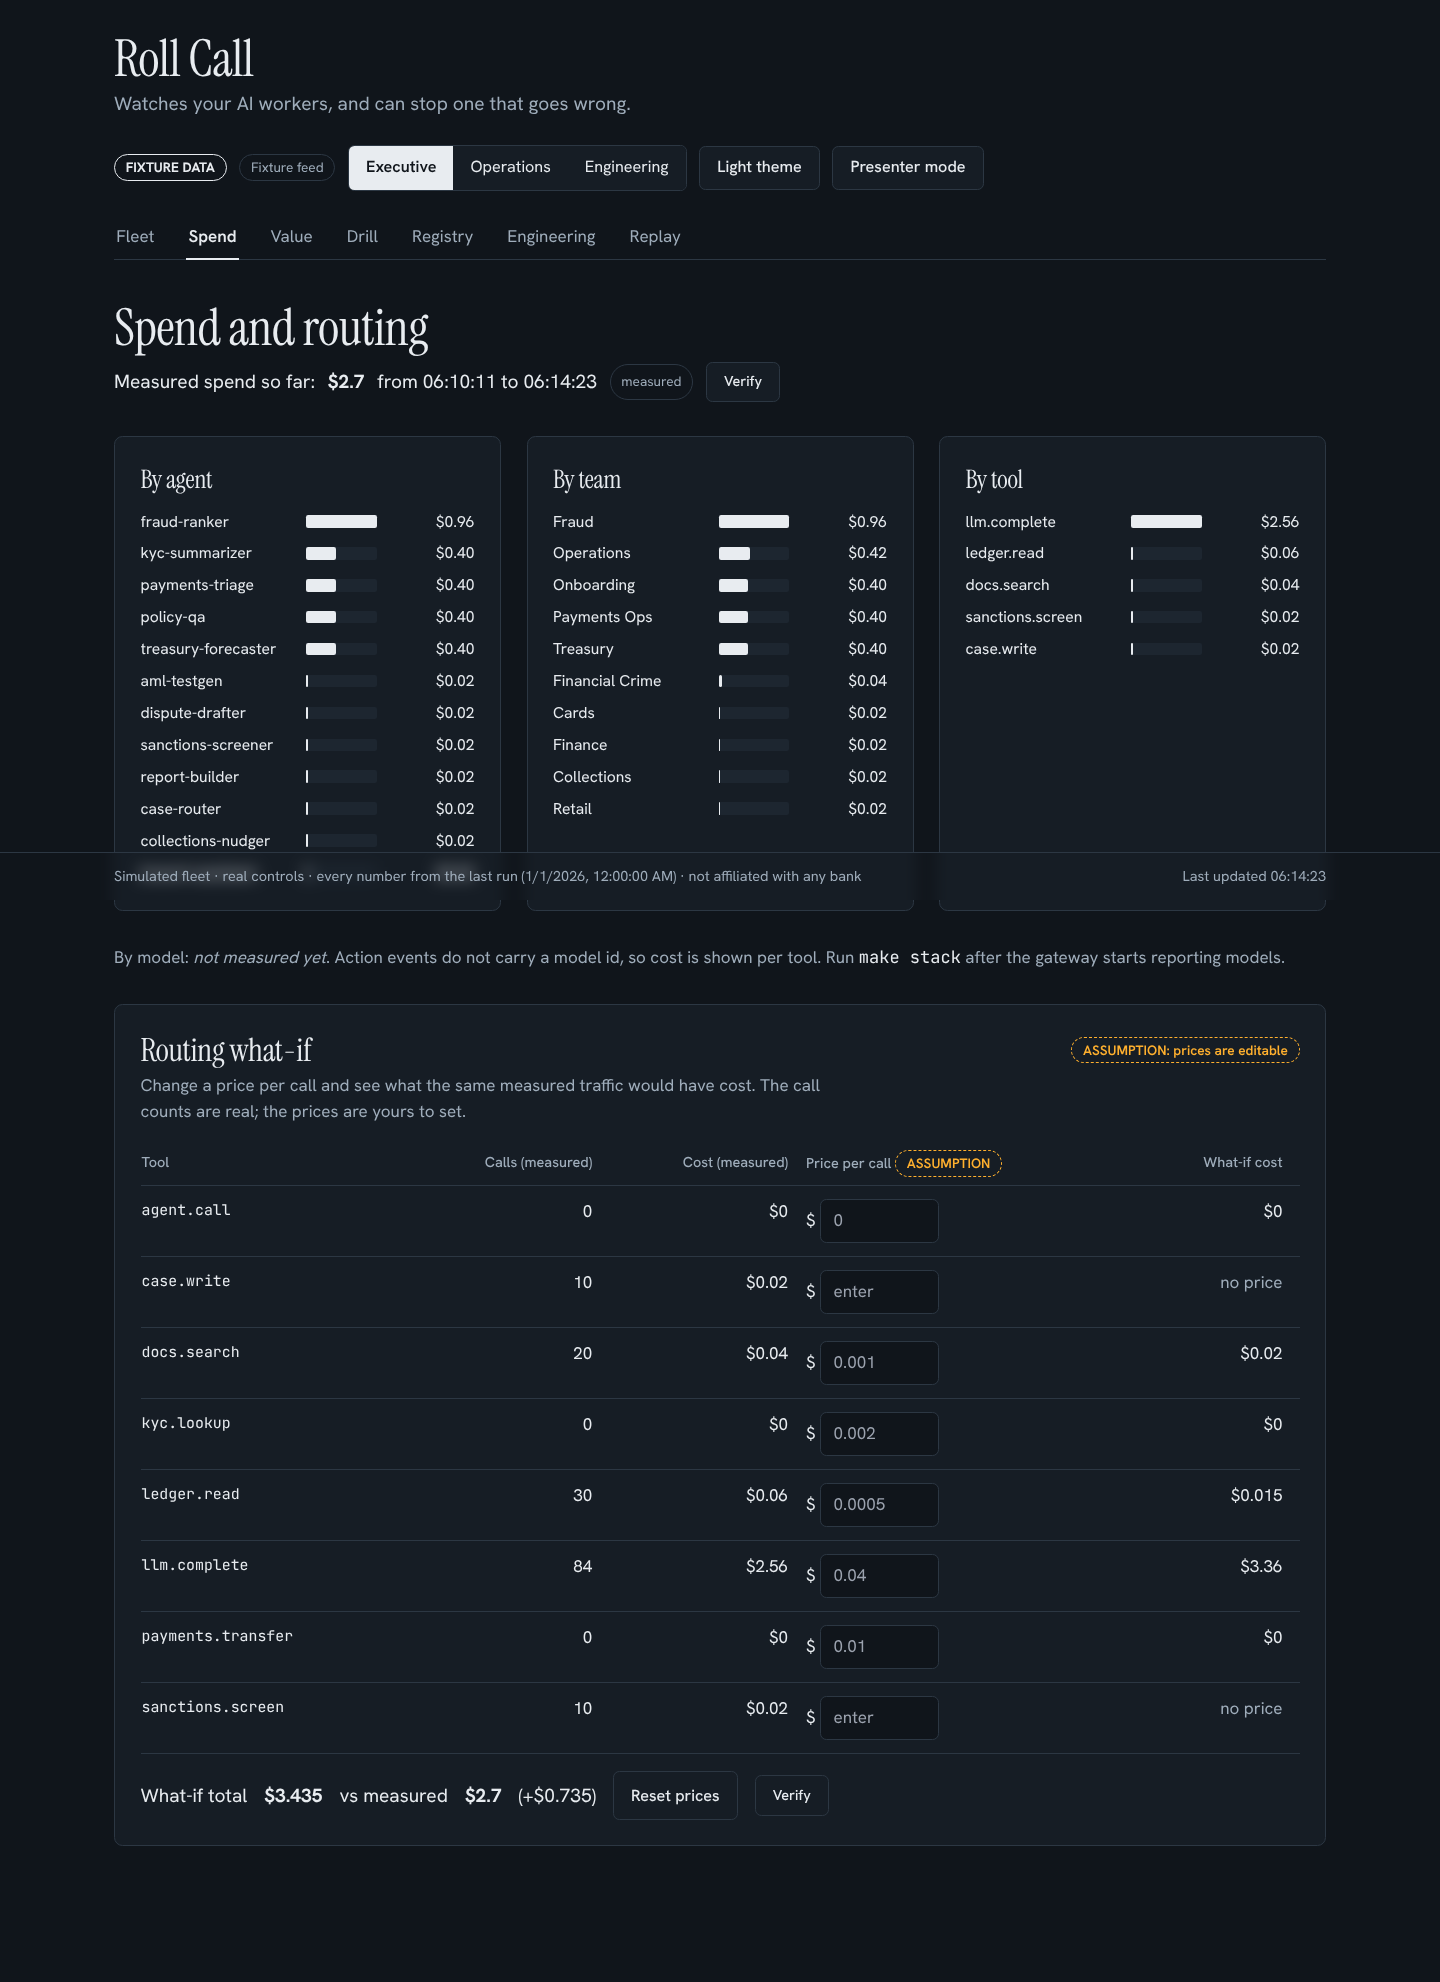 Roll Call
Watches your AI workers, and can stop one that goes wrong.
FIXTURE DATA Fixture feed Executive Operations Engineering Light theme Presenter mode
Fleet Spend Value Drill Registry Engineering Replay
Spend and routing
Measured spend so far: $2.7 from 06:10:11 to 06:14:23 measured Verify
By agent
fraud-ranker $0.96
kyc-summarizer $0.40
payments-triage $0.40
policy-qa $0.40
treasury-forecaster $0.40
aml-testgen $0.02
dispute-drafter $0.02
sanctions-screener $0.02
report-builder $0.02
case-router $0.02
collections-nudger $0.02
By team
Fraud $0.96
Operations $0.42
Onboarding $0.40
Payments Ops $0.40
Treasury $0.40
Financial Crime $0.04
Cards $0.02
Finance $0.02
Collections $0.02
Retail $0.02
By tool
llm.complete $2.56
ledger.read $0.06
docs.search $0.04
sanctions.screen $0.02
case.write $0.02
Simulated fleet · real controls · every number from the last run (1/1/2026, 12:00:00 AM) · not affiliated with any bank Last updated 06:14:23
By model: not measured yet. Action events do not carry a model id, so cost is shown per tool. Run make stack after the gateway starts reporting models.
Routing what-if ASSUMPTION: prices are editable
Change a price per call and see what the same measured traffic would have cost. The call
counts are real; the prices are yours to set.
Tool Calls (measured) Cost (measured) Price per call ASSUMPTION What-if cost
agent.call 0 $0 $ 0 $0
case.write 10 $0.02 $ enter no price
docs.search 20 $0.04 $ 0.001 $0.02
kyc.lookup 0 $0 $ 0.002 $0
ledger.read 30 $0.06 $ 0.0005 $0.015
llm.complete 84 $2.56 $ 0.04 $3.36
payments.transfer 0 $0 $ 0.01 $0
sanctions.screen 10 $0.02 $ enter no price
What-if total $3.435 vs measured $2.7 (+$0.735) Reset prices Verify